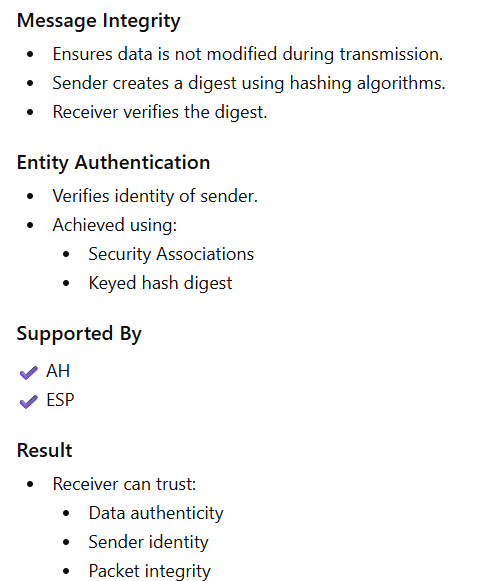 Message Integrity
• Ensures data is not modified during transmission.
• Sender creates a digest using hashing algorithms.
• Receiver verifies the digest.
Entity Authentication
• Verifies identity of sender.
• Achieved using:
• Security Associations
• Keyed hash digest
Supported By
✔ AH
✔ ESP
Result
• Receiver can trust:
• Data authenticity
• Sender identity
• Packet integrity